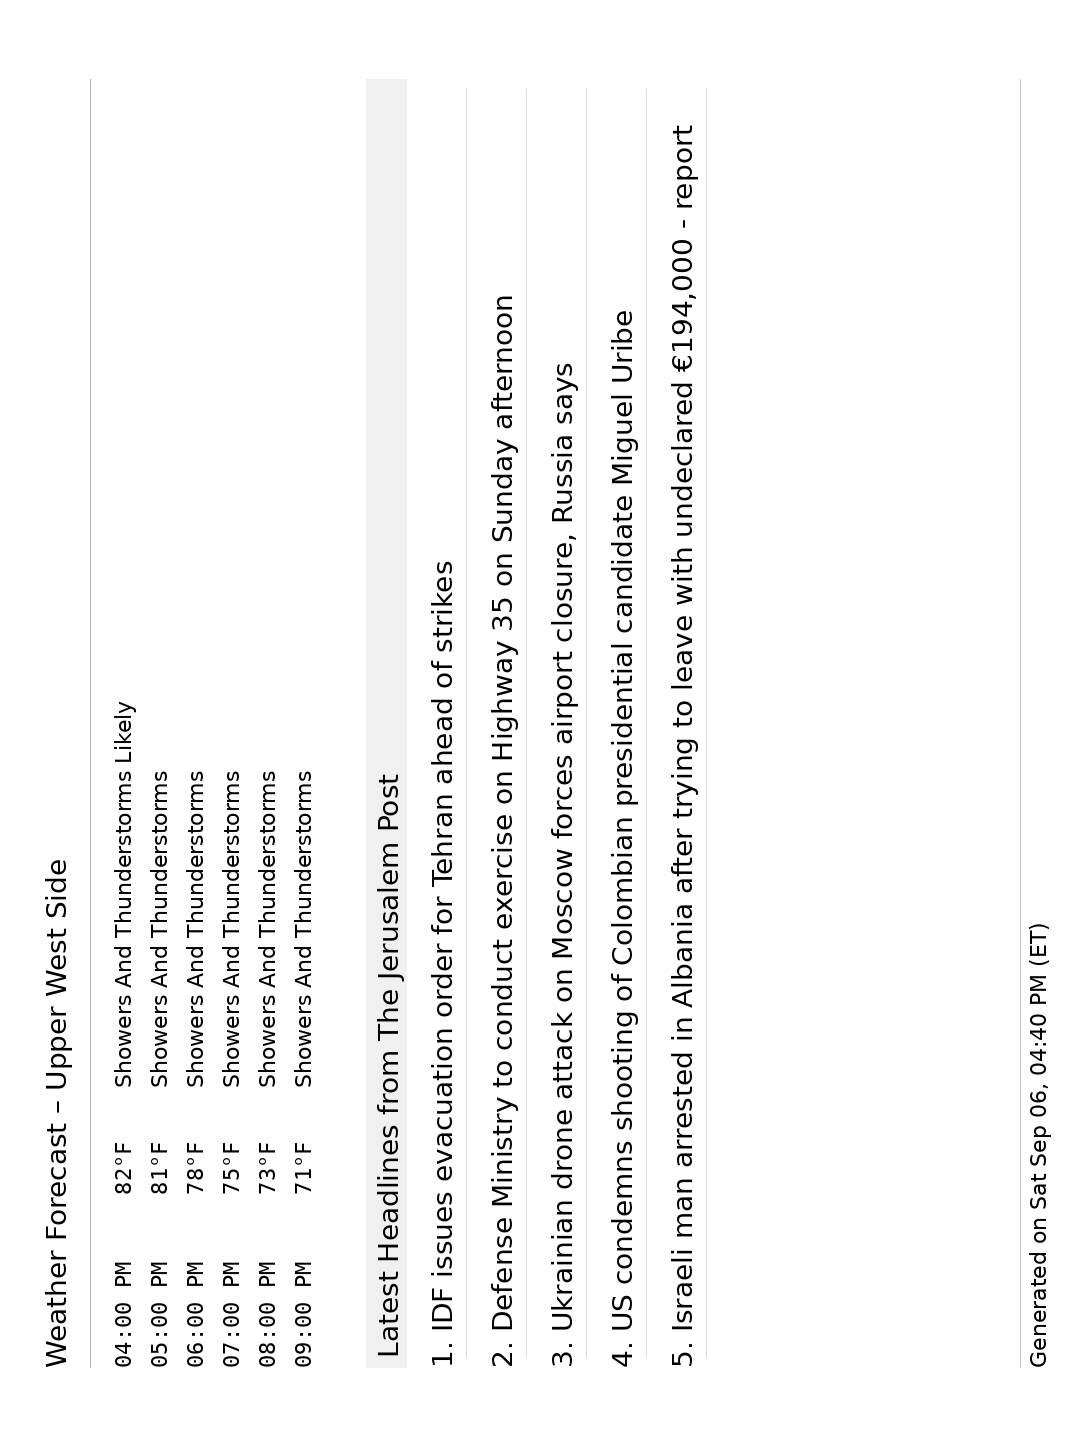 Weather Forecast – Upper West Side
04:00 PM 82°F Showers And Thunderstorms Likely
05:00 PM 81°F Showers And Thunderstorms
06:00 PM 78°F Showers And Thunderstorms
07:00 PM 75°F Showers And Thunderstorms
08:00 PM 73°F Showers And Thunderstorms
09:00 PM 71°F Showers And Thunderstorms
Latest Headlines from The Jerusalem Post
1. IDF issues evacuation order for Tehran ahead of strikes
2. Defense Ministry to conduct exercise on Highway 35 on Sunday afternoon
3. Ukrainian drone attack on Moscow forces airport closure, Russia says
4. US condemns shooting of Colombian presidential candidate Miguel Uribe
5. Israeli man arrested in Albania after trying to leave with undeclared €194,000 - report
Generated on Sat Sep 06, 04:40 PM (ET)